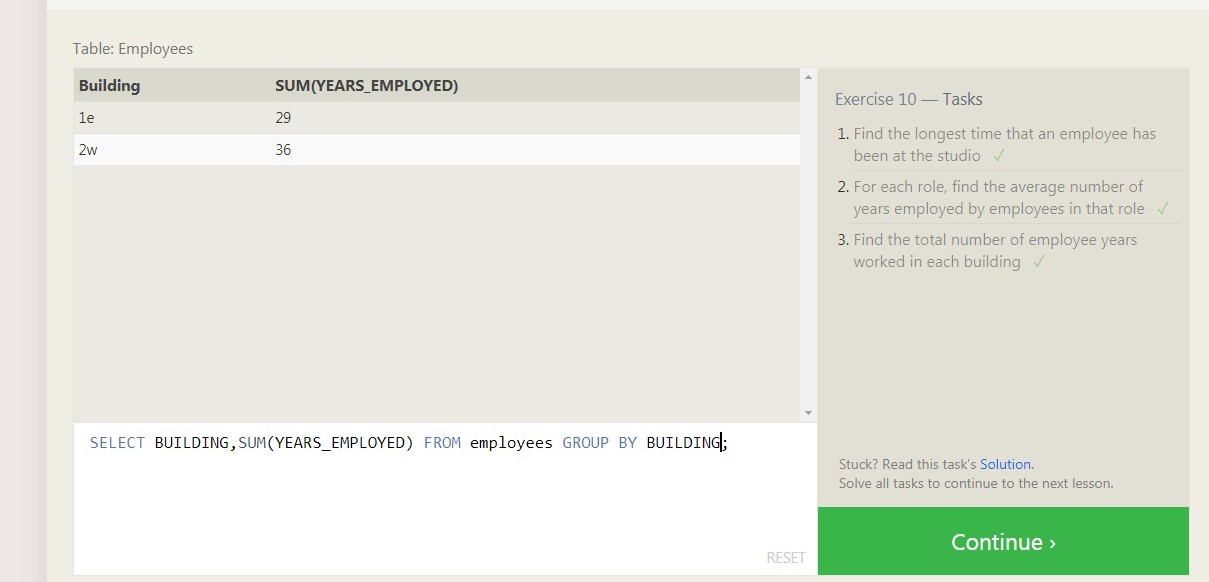 Table: Employees
Building SUM(YEARS_EMPLOYED)
1e 29
2w 36
SELECT BUILDING,SUM(YEARS_EMPLOYED) FROM employees GROUP BY BUILDING;
RESET
Exercise 10 — Tasks
1. Find the longest time that an employee has
been at the studio ✓
2. For each role, find the average number of
years employed by employees in that role ✓
3. Find the total number of employee years
worked in each building ✓
Stuck? Read this task's Solution.
Solve all tasks to continue to the next lesson.
Continue ›